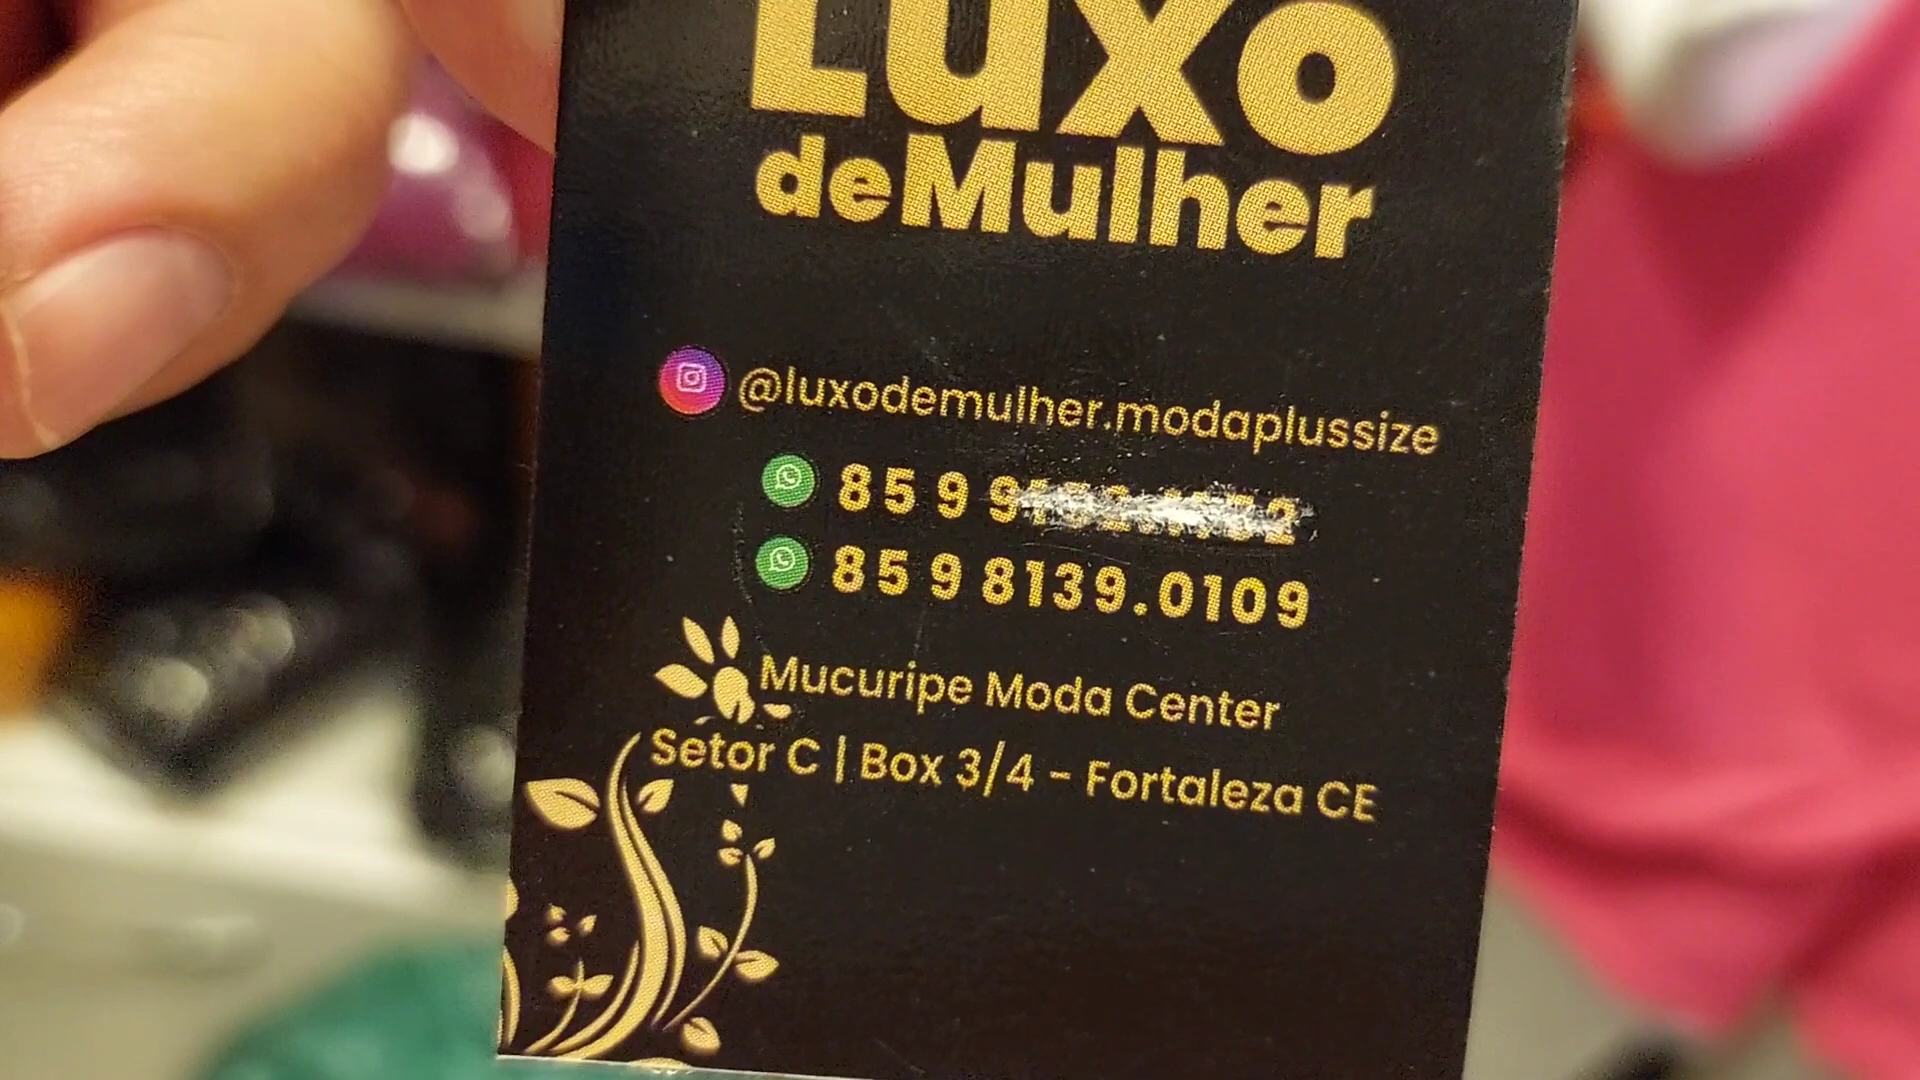 Luxo
deMulher
@luxodemulher.modaplussize
85 9 9
85 9 8139.0109
Mucuripe Moda Center
Setor C | Box 3/4 - Fortaleza CE